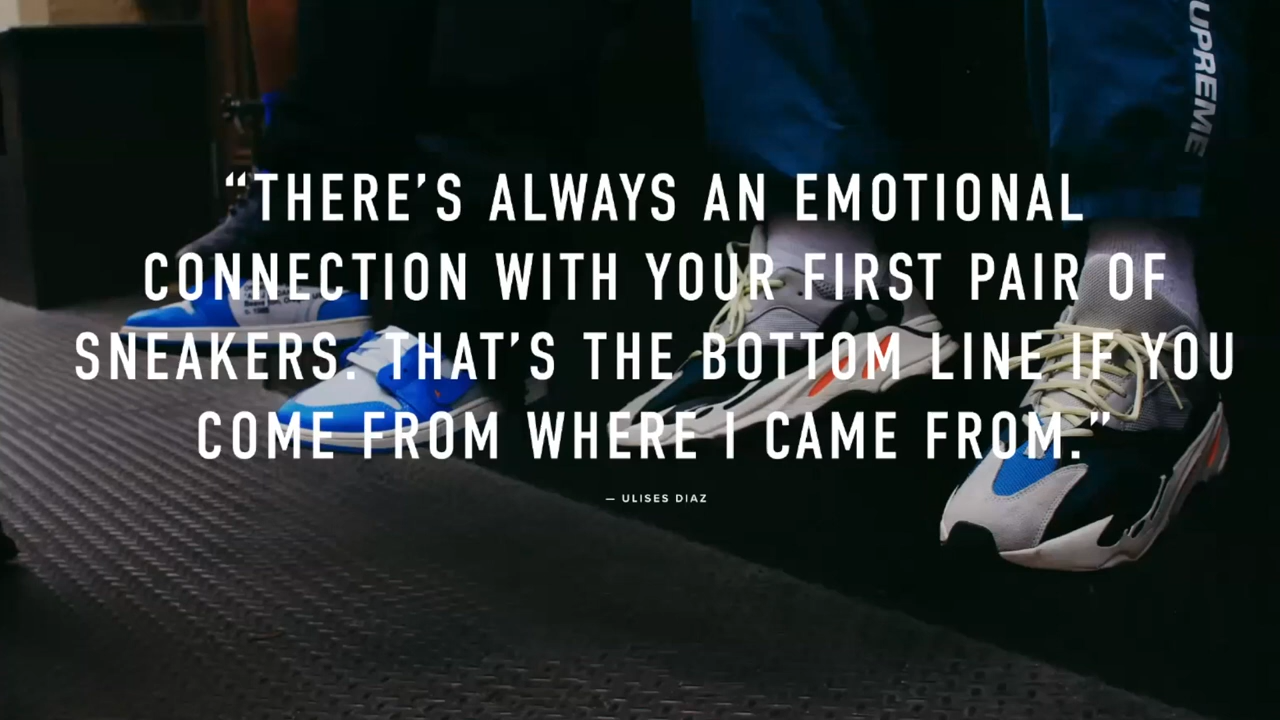 UPREME
“THERE’S ALWAYS AN EMOTIONAL
CONNECTION WITH YOUR FIRST PAIR OF
SNEAKERS. THAT’S THE BOTTOM LINE IF YOU
COME FROM WHERE I CAME FROM.”
— ULISES DIAZ